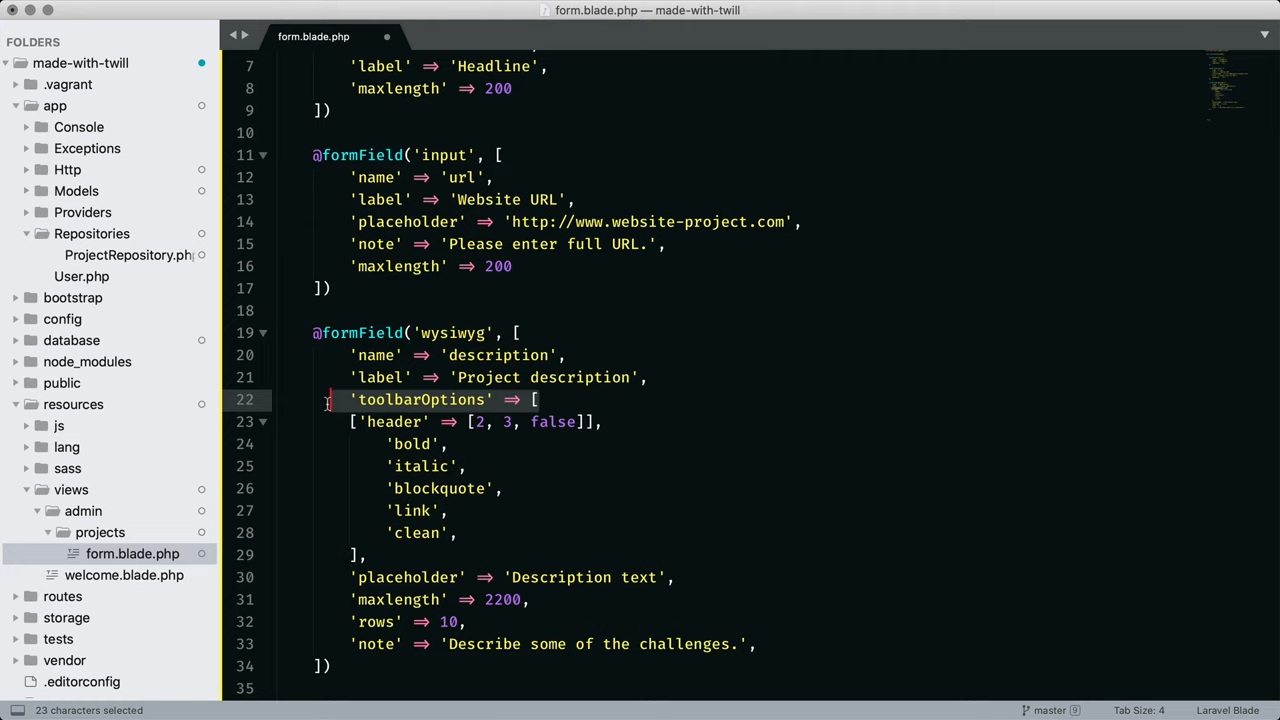 form.blade.php — made-with-twill
FOLDERS
made-with-twill
.vagrant
app
Console
Exceptions
Http
Models
Providers
Repositories
ProjectRepository.php
User.php
bootstrap
config
database
node_modules
public
resources
js
lang
sass
views
admin
projects
form.blade.php
welcome.blade.php
routes
storage
tests
vendor
.editorconfig
form.blade.php
7 'label' => 'Headline',
8 'maxlength' => 200
9 ])
10
11 @formField('input', [
12 'name' => 'url',
13 'label' => 'Website URL',
14 'placeholder' => 'http://www.website-project.com',
15 'note' => 'Please enter full URL.',
16 'maxlength' => 200
17 ])
18
19 @formField('wysiwyg', [
20 'name' => 'description',
21 'label' => 'Project description',
22 'toolbarOptions' => [
23 ['header' => [2, 3, false]],
24 'bold',
25 'italic',
26 'blockquote',
27 'link',
28 'clean',
29 ],
30 'placeholder' => 'Description text',
31 'maxlength' => 2200,
32 'rows' => 10,
33 'note' => 'Describe some of the challenges.',
34 ])
35
23 characters selected
master 9
Tab Size: 4
Laravel Blade